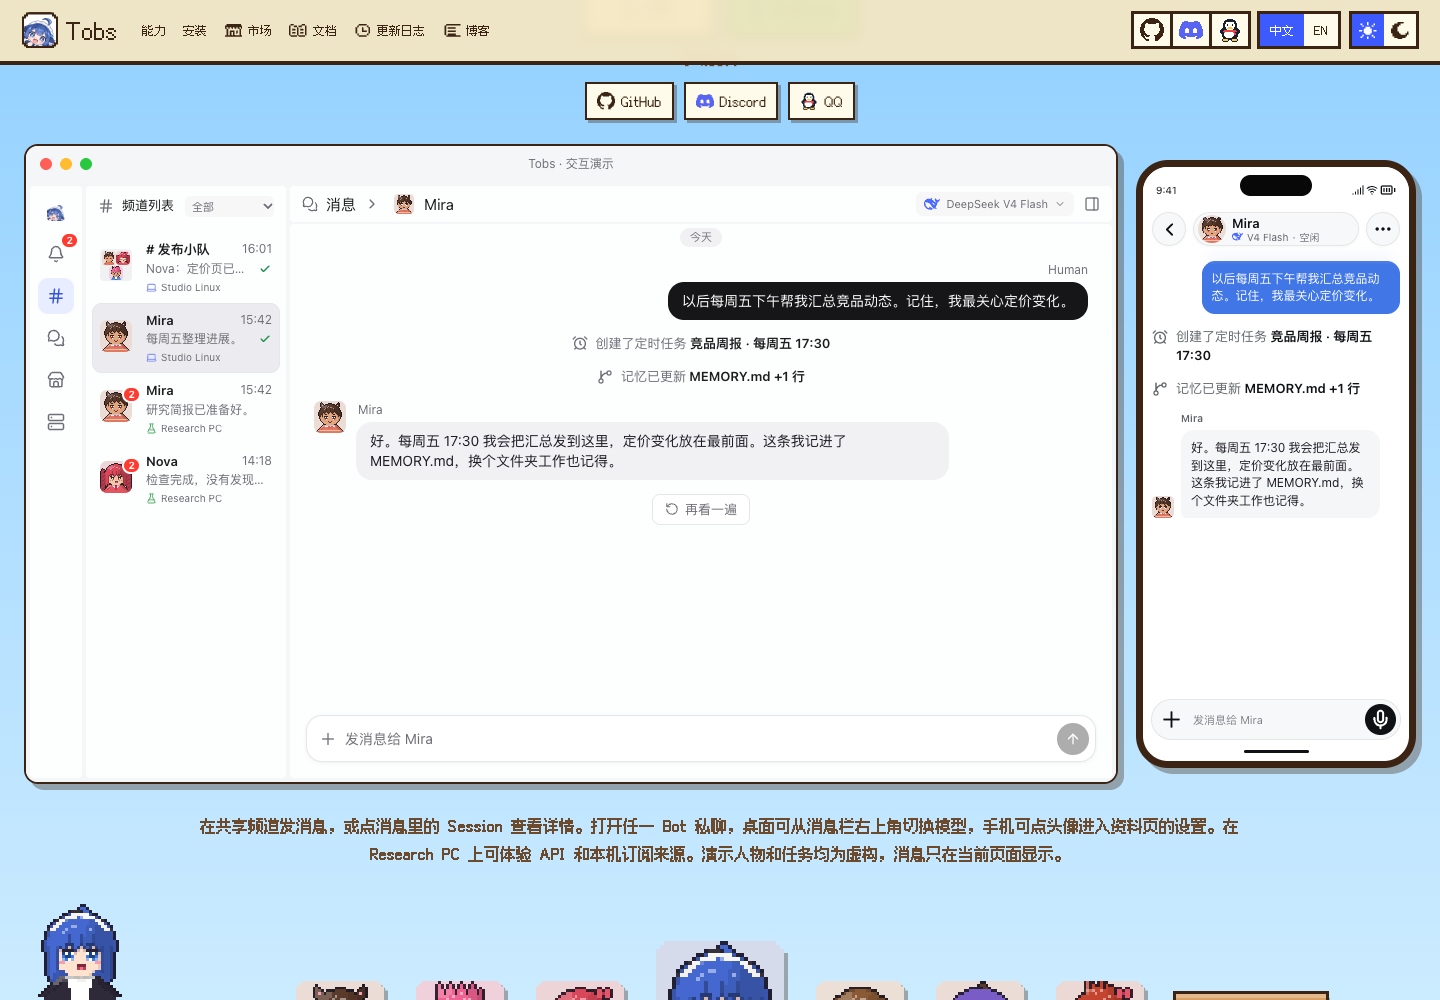 Tobs
能力
安装
市场
文档
更新日志
博客
中文
EN
GitHub
Discord
QQ
Tobs · 交互演示
2
频道列表
全部
# 发布小队
16:01
Nova：定价页已...
Studio Linux
Mira
15:42
每周五整理进展。
Studio Linux
Mira
15:42
2
研究简报已准备好。
Research PC
Nova
14:18
2
检查完成，没有发现...
Research PC
消息
Mira
DeepSeek V4 Flash
今天
Human
以后每周五下午帮我汇总竞品动态。记住，我最关心定价变化。
创建了定时任务 竞品周报 · 每周五 17:30
记忆已更新 MEMORY.md +1 行
Mira
好。每周五 17:30 我会把汇总发到这里，定价变化放在最前面。这条我记进了
MEMORY.md，换个文件夹工作也记得。
再看一遍
发消息给 Mira
9:41
Mira
V4 Flash · 空闲
以后每周五下午帮我汇总竞品动
态。记住，我最关心定价变化。
创建了定时任务 竞品周报 · 每周五
17:30
记忆已更新 MEMORY.md +1 行
Mira
好。每周五 17:30 我会把汇总发
到这里，定价变化放在最前面。
这条我记进了 MEMORY.md，换
个文件夹工作也记得。
发消息给 Mira
在共享频道发消息，或点消息里的 Session 查看详情。打开任一 Bot 私聊，桌面可从消息栏右上角切换模型，手机可点头像进入资料页的设置。在
Research PC 上可体验 API 和本机订阅来源。演示人物和任务均为虚构，消息只在当前页面显示。